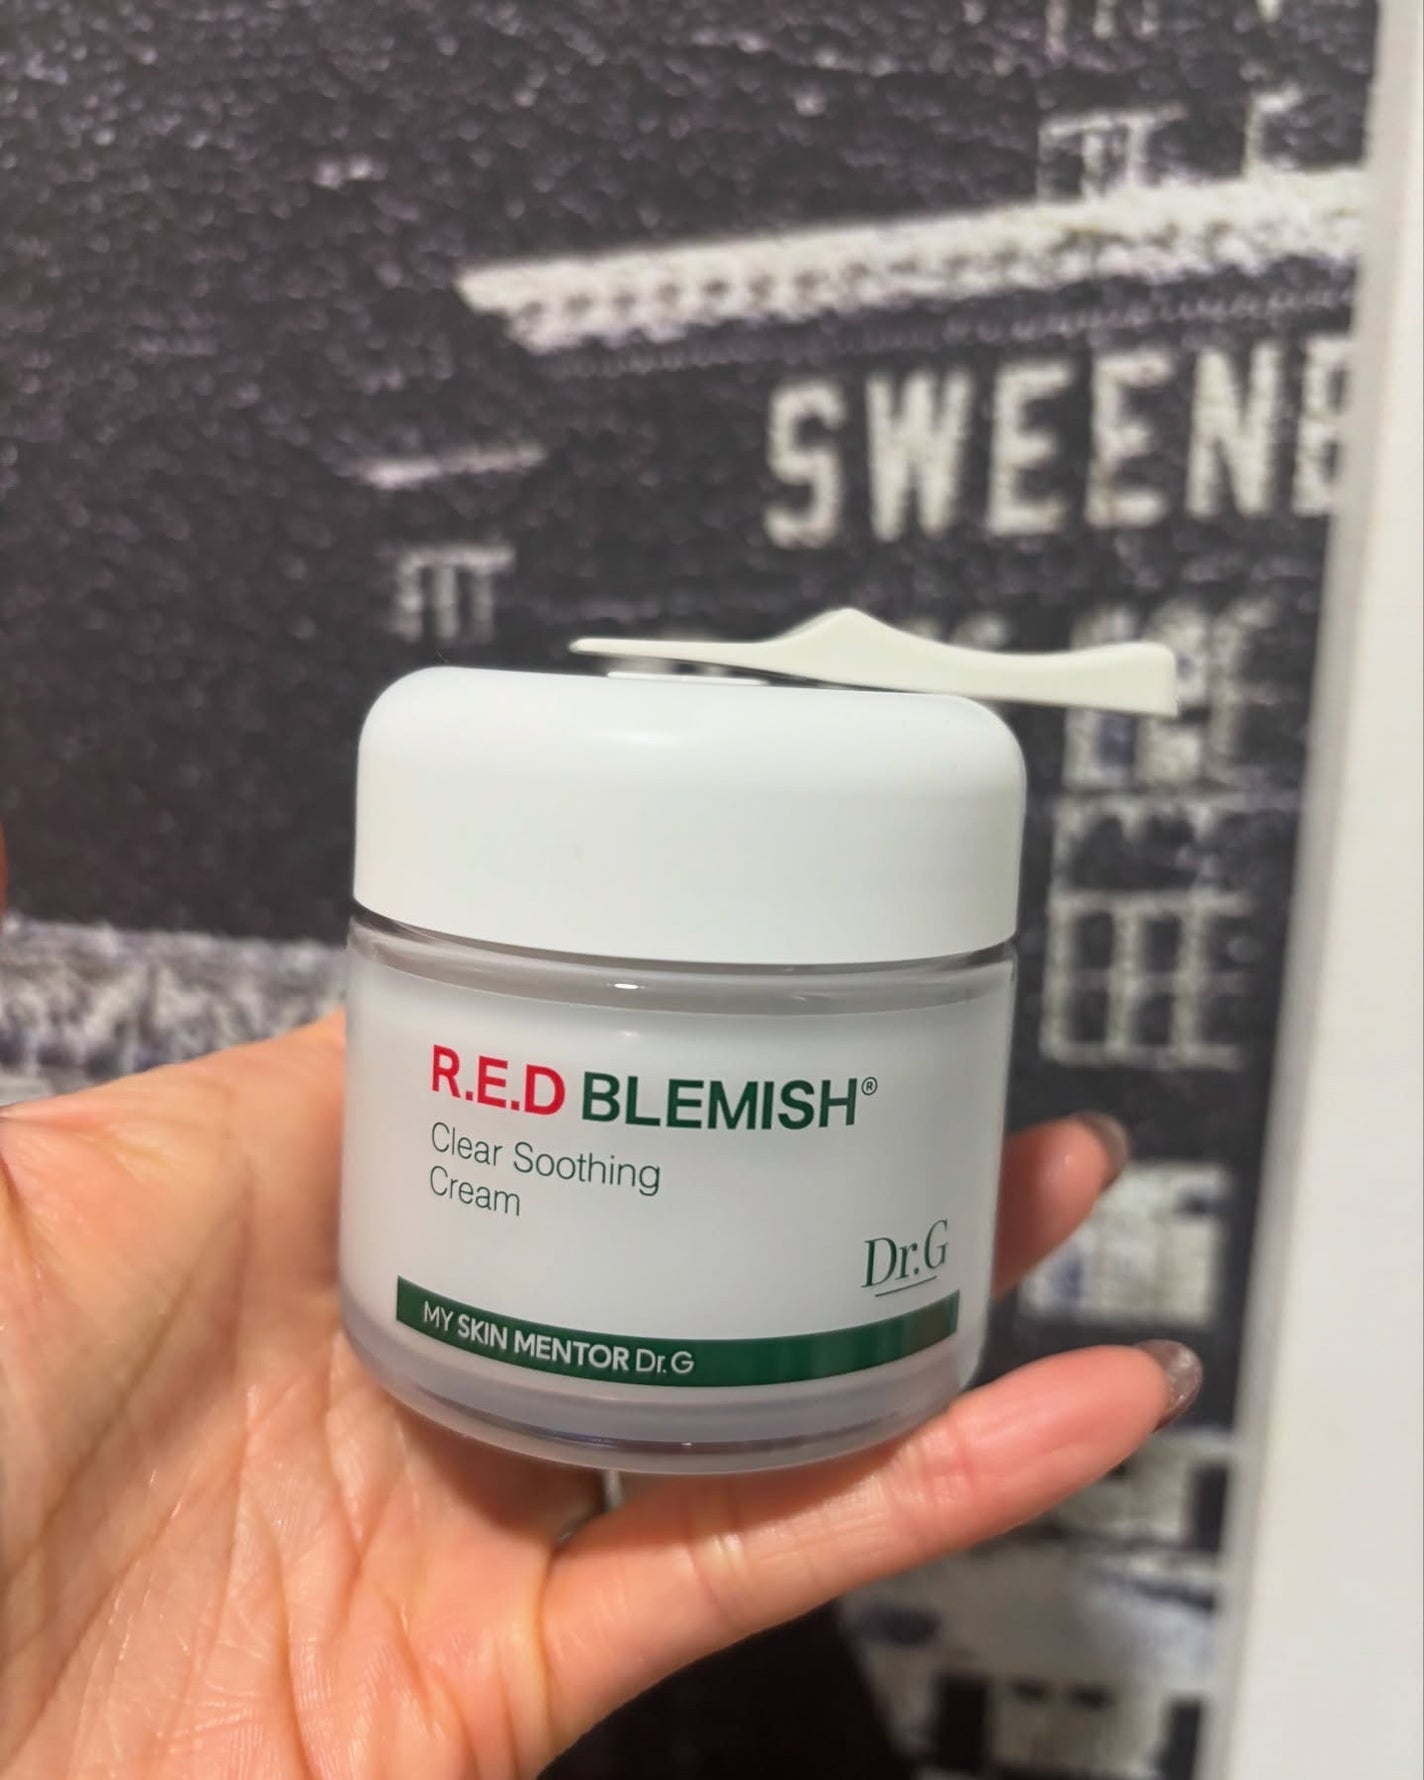 SWEENE
R.E.D BLEMISH®
Clear Soothing
Cream
Dr.G
MY SKIN MENTOR Dr.G